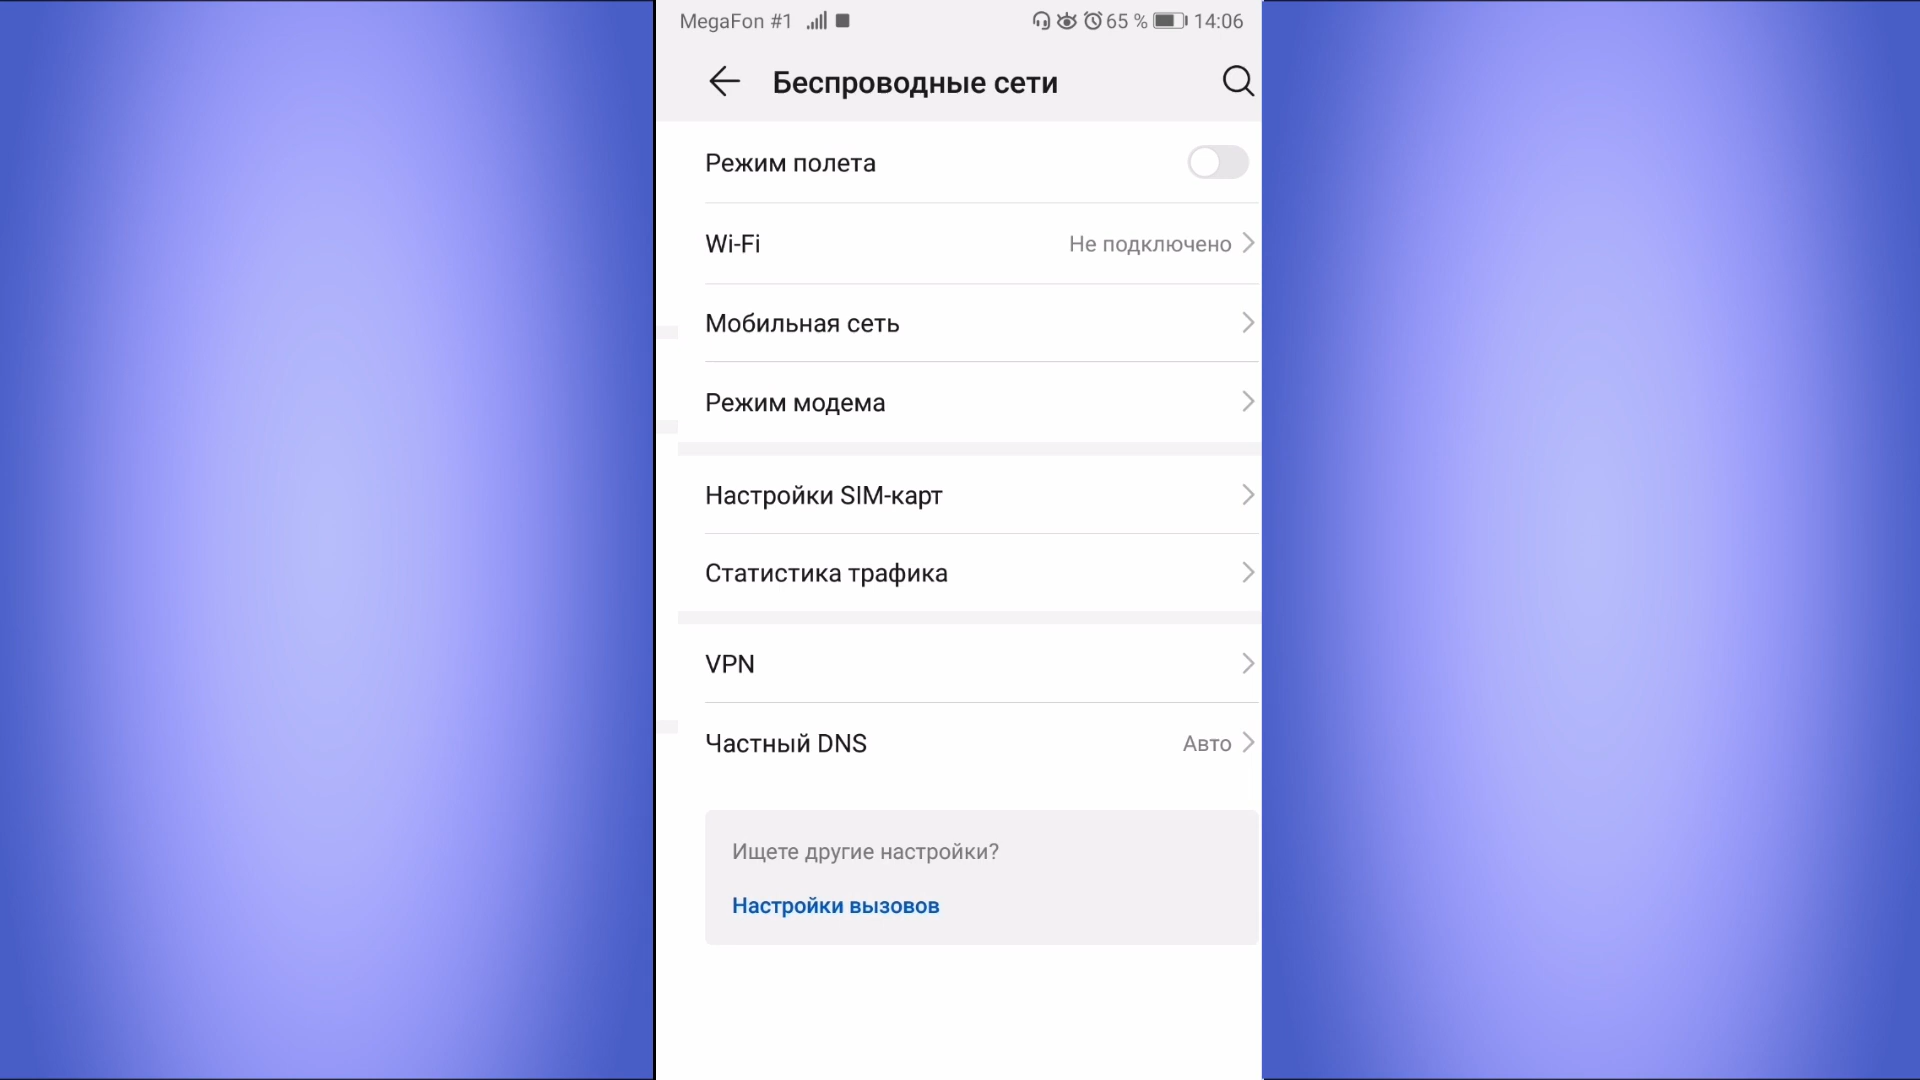 MegaFon #1 65 % 14:06
Беспроводные сети
Режим полета
Wi-Fi Не подключено
Мобильная сеть
Режим модема
Настройки SIM-карт
Статистика трафика
VPN
Частный DNS Авто
Ищете другие настройки?
Настройки вызовов